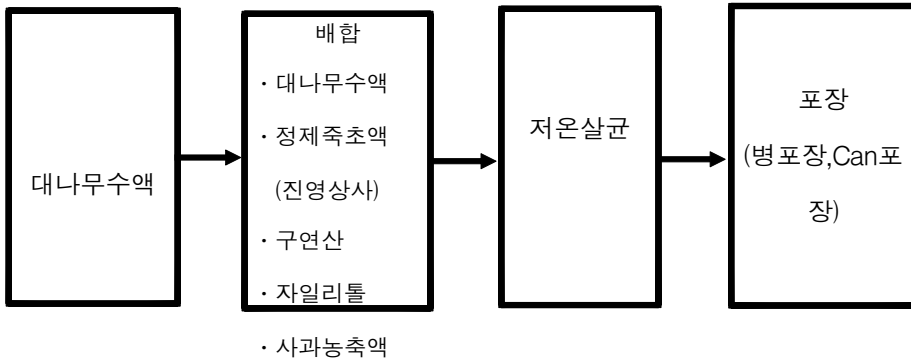 대나무수액
배합
· 대나무수액
· 정제죽초액
(진영상사)
· 구연산
· 자일리톨
· 사과농축액
저온살균
포장
(병포장,Can포
장)